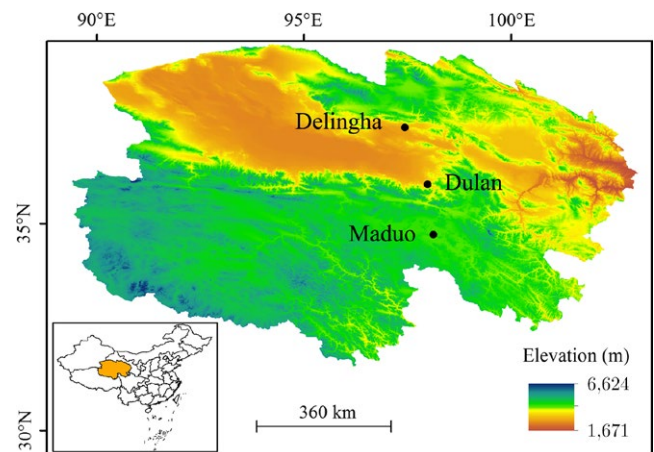 90°E 95°E 100°E
Delingha
Dulan
35°N
Maduo
Elevation (m)
6,624
360 km
1,671
30°N